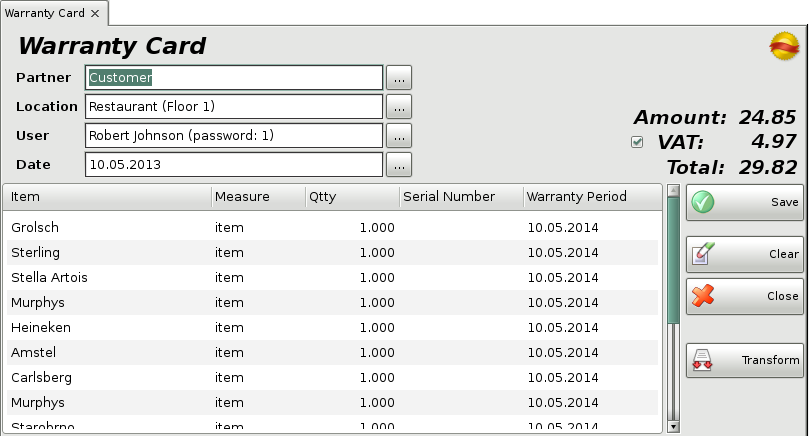 Warranty Card ×
Warranty Card
Partner Customer ...
Location Restaurant (Floor 1) ...
User Robert Johnson (password: 1) ...
Date 10.05.2013 ...
Amount: 24.85
VAT: 4.97
Total: 29.82
Item Measure Qtty Serial Number Warranty Period
Grolsch item 1.000 10.05.2014
Sterling item 1.000 10.05.2014
Stella Artois item 1.000 10.05.2014
Murphys item 1.000 10.05.2014
Heineken item 1.000 10.05.2014
Amstel item 1.000 10.05.2014
Carlsberg item 1.000 10.05.2014
Murphys item 1.000 10.05.2014
Starobrno item 1.000 10.05.2014
Save
Clear
Close
Transform